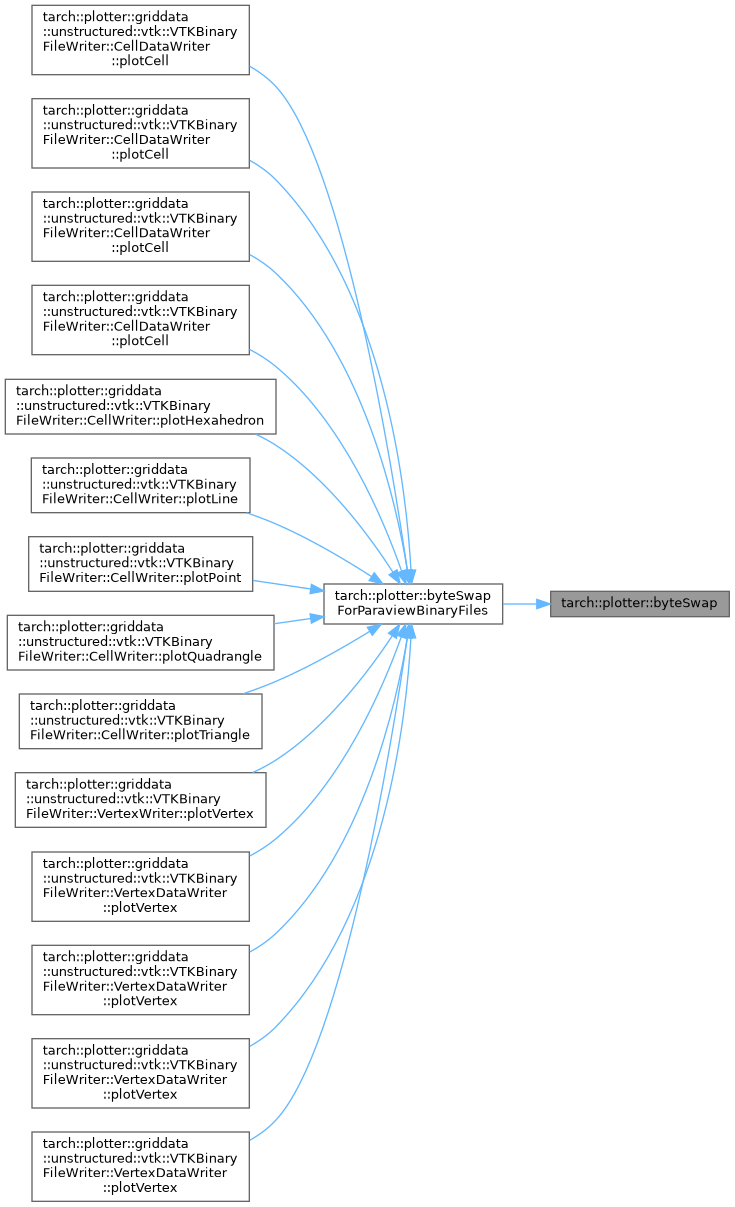 tarch::plotter::griddata
::unstructured::vtk::VTKBinary
FileWriter::CellDataWriter
::plotCell
tarch::plotter::griddata
::unstructured::vtk::VTKBinary
FileWriter::CellDataWriter
::plotCell
tarch::plotter::griddata
::unstructured::vtk::VTKBinary
FileWriter::CellDataWriter
::plotCell
tarch::plotter::griddata
::unstructured::vtk::VTKBinary
FileWriter::CellDataWriter
::plotCell
tarch::plotter::griddata
::unstructured::vtk::VTKBinary
FileWriter::CellWriter::plotHexahedron
tarch::plotter::griddata
::unstructured::vtk::VTKBinary
FileWriter::CellWriter::plotLine
tarch::plotter::griddata
::unstructured::vtk::VTKBinary
FileWriter::CellWriter::plotPoint
tarch::plotter::griddata
::unstructured::vtk::VTKBinary
FileWriter::CellWriter::plotQuadrangle
tarch::plotter::griddata
::unstructured::vtk::VTKBinary
FileWriter::CellWriter::plotTriangle
tarch::plotter::griddata
::unstructured::vtk::VTKBinary
FileWriter::VertexWriter::plotVertex
tarch::plotter::griddata
::unstructured::vtk::VTKBinary
FileWriter::VertexDataWriter
::plotVertex
tarch::plotter::griddata
::unstructured::vtk::VTKBinary
FileWriter::VertexDataWriter
::plotVertex
tarch::plotter::griddata
::unstructured::vtk::VTKBinary
FileWriter::VertexDataWriter
::plotVertex
tarch::plotter::griddata
::unstructured::vtk::VTKBinary
FileWriter::VertexDataWriter
::plotVertex
tarch::plotter::byteSwap
ForParaviewBinaryFiles
tarch::plotter::byteSwap